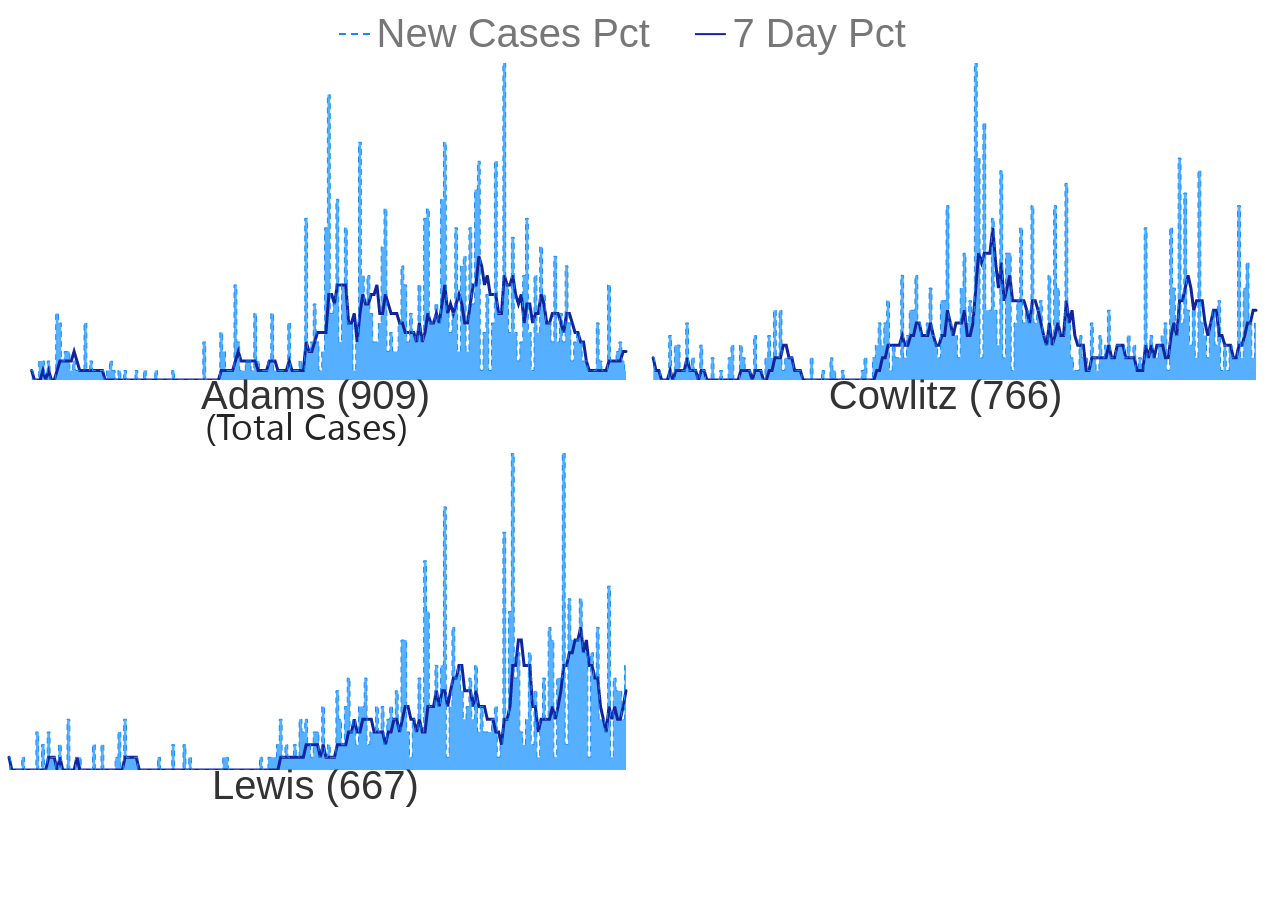 New Cases Pct 7 Day Pct
Adams (909) Cowlitz (766)
(Total Cases)
Lewis (667)